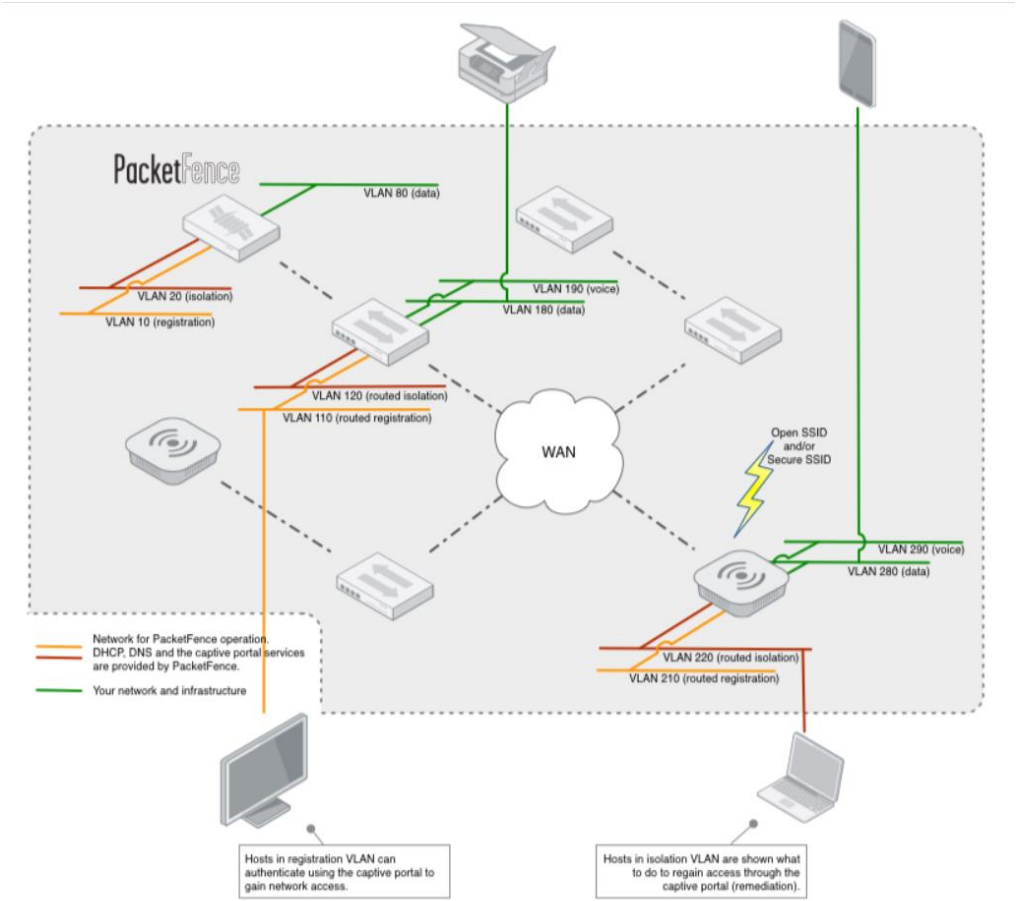 PacketFence
VLAN 80 (data)
VLAN 20 (isolation)
VLAN 10 (registration)
VLAN 190 (voice)
VLAN 180 (data)
VLAN 120 (routed isolation)
VLAN 110 (routed registration)
WAN
Open SSID
and/or
Secure SSID
VLAN 290 (voice)
VLAN 280 (data)
VLAN 220 (routed isolation)
VLAN 210 (routed registration)
Network for PacketFence operation.
DHCP, DNS and the captive portal services
are provided by PacketFence.
Your network and infrastructure
Hosts in registration VLAN can
authenticate using the captive portal to
gain network access.
Hosts in isolation VLAN are shown what
to do to regain access through the
captive portal (remediation).